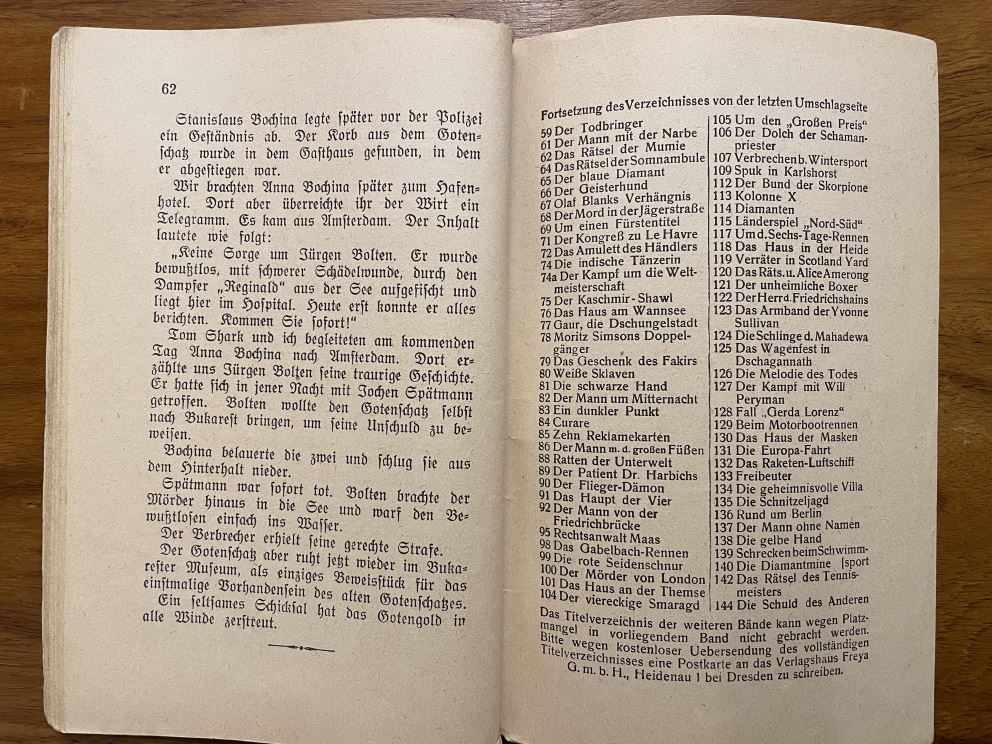 62
Stanislaus Bochina legte später vor der Polizei
ein Geständnis ab. Der Korb aus dem Goten-
schatz wurde in dem Gasthaus gefunden, in dem
er abgestiegen war.
Wir brachten Anna Bochina später zum Hafen-
hotel. Dort aber überreichte ihr der Wirt ein
Telegramm. Es kam aus Amsterdam. Der Inhalt
lautete wie folgt:
„Keine Sorge um Jürgen Bolten. Er wurde
bewußtlos, mit schwerer Schädelwunde, durch den
Dampfer „Reginald" aus der See aufgefischt und
liegt hier im Hospital. Heute erst konnte er alles
berichten. Kommen Sie sofort!"
Tom Shark und ich begleiteten am kommenden
Tag Anna Bochina nach Amsterdam. Dort er-
zählte uns Jürgen Bolten seine traurige Geschichte.
Er hatte sich in jener Nacht mit Jochen Spätmann
getroffen. Bolten wollte den Gotenschatz selbst
nach Bukarest bringen, um seine Unschuld zu be-
weisen.
Bochina belauerte die zwei und schlug sie aus
dem Hinterhalt nieder.
Spätmann war sofort tot. Bolten brachte der
Mörder hinaus in die See und warf den Be-
wußtlosen einfach ins Wasser.
Der Verbrecher erhielt seine gerechte Strafe.
Der Gotenschatz aber ruht jetzt wieder im Buka-
rester Museum, als einziges Beweisstück für das
einstmalige Vorhandensein des alten Gotenschatzes.
Ein seltsames Schicksal hat das Gotengold in
alle Winde zerstreut.
Fortsetzung des Verzeichnisses von der letzten Umschlagseite
59 Der Todbringer
61 Der Mann mit der Narbe
62 Das Rätsel der Mumie
64 Das Rätsel der Somnambule
65 Der blaue Diamant
66 Der Geisterhund
67 Olaf Blanks Verhängnis
68 Der Mord in der Jägerstraße
69 Um einen Fürstentitel
71 Der Kongreß zu Le Havre
72 Das Amulett des Händlers
74 Die indische Tänzerin
74a Der Kampf um die Welt-
meisterschaft
75 Der Kaschmir-Shawl
76 Das Haus am Wannsee
77 Gaur, die Dschungelstadt
78 Moritz Simsons Doppel-
gänger
79 Das Geschenk des Fakirs
80 Weiße Sklaven
81 Die schwarze Hand
82 Der Mann um Mitternacht
83 Ein dunkler Punkt
84 Curare
85 Zehn Reklamekarten
86 Der Mann m. d. großen Füßen
88 Ratten der Unterwelt
89 Der Patient Dr. Harbichs
90 Der Flieger-Dämon
91 Das Haupt der Vier
92 Der Mann von der
Friedrichbrücke
95 Rechtsanwalt Maas
98 Das Gabelbach-Rennen
99 Die rote Seidenschnur
100 Der Mörder von London
101 Das Haus an der Themse
104 Der viereckige Smaragd
105 Um den „Großen Preis"
106 Der Dolch der Schaman-
priester
107 Verbrechen b. Wintersport
109 Spuk in Karlshorst
112 Der Bund der Skorpione
113 Kolonne X
114 Diamanten
115 Länderspiel „Nord-Süd"
117 Um d. Sechs-Tage-Rennen
118 Das Haus in der Heide
119 Verräter in Scotland Yard
120 Das Räts. u. Alice Amerong
121 Der unheimliche Boxer
122 Der Herr d. Friedrichshains
123 Das Armband der Yvonne
Sullivan
124 Die Schlinge d. Mahadewa
125 Das Wagenfest in
Dschagannath
126 Die Melodie des Todes
127 Der Kampf mit Will
Peryman
128 Fall „Gerda Lorenz"
129 Beim Motorbootrennen
130 Das Haus der Masken
131 Die Europa-Fahrt
132 Das Raketen-Luftschiff
133 Freibeuter
134 Die geheimnisvolle Villa
135 Die Schnitzeljagd
136 Rund um Berlin
137 Der Mann ohne Namen
138 Die gelbe Hand
139 Schrecken beim Schwimm-
140 Die Diamantmine [sport
142 Das Rätsel des Tennis-
meisters
144 Die Schuld des Anderen
Das Titelverzeichnis der weiteren Bände kann wegen Platz-
mangel in vorliegendem Band nicht gebracht werden.
Bitte wegen kostenloser Uebersendung des vollständigen
Titelverzeichnisses eine Postkarte an das Verlagshaus Freya
G. m. b. H., Heidenau 1 bei Dresden zu schreiben.